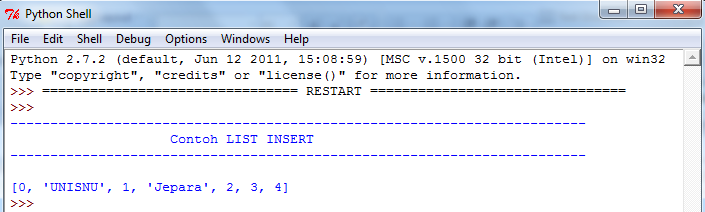 Python Shell
File Edit Shell Debug Options Windows Help
Python 2.7.2 (default, Jun 12 2011, 15:08:59) [MSC v.1500 32 bit (Intel)] on win32
Type "copyright", "credits" or "license()" for more information.
>>> ================================ RESTART ================================
>>>
------------------------------------------------------------------------
Contoh LIST INSERT
------------------------------------------------------------------------
[0, 'UNISNU', 1, 'Jepara', 2, 3, 4]
>>>